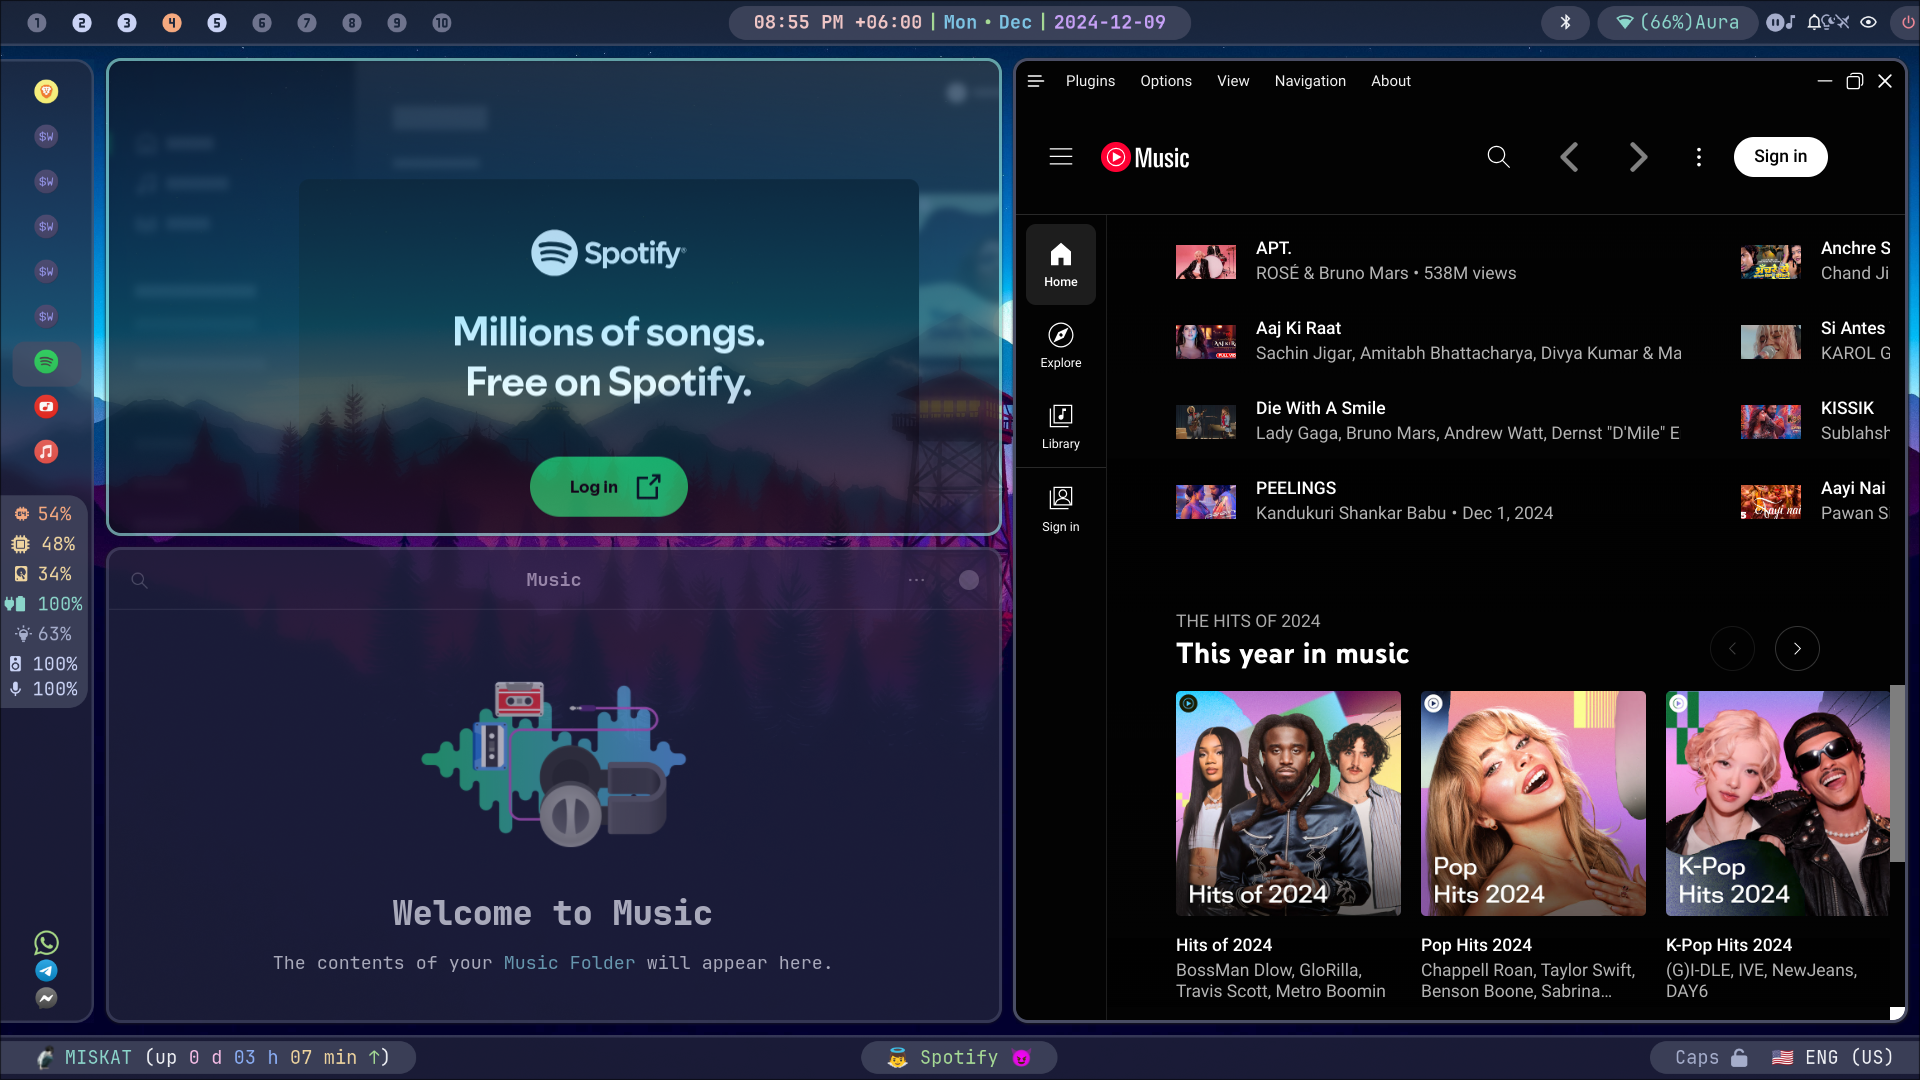 1 2 3 4 5 6 7 8 9 10
08:55 PM +06:00 | Mon • Dec | 2024-12-09
(66%)Aura
$W
$W
$W
$W
$W
54%
48%
34%
100%
63%
100%
100%
Spotify
Millions of songs.
Free on Spotify.
Log in
Music
Welcome to Music
The contents of your Music Folder will appear here.
Plugins Options View Navigation About
Music
Sign in
Home
Explore
Library
Sign in
APT.
ROSÉ & Bruno Mars • 538M views
Aaj Ki Raat
Sachin Jigar, Amitabh Bhattacharya, Divya Kumar & Ma
Die With A Smile
Lady Gaga, Bruno Mars, Andrew Watt, Dernst "D'Mile" E
PEELINGS
Kandukuri Shankar Babu • Dec 1, 2024
Anchre S
Chand Ji
Si Antes
KAROL G
KISSIK
Sublahsh
Aayi Nai
Pawan S
THE HITS OF 2024
This year in music
Hits of 2024
Pop
Hits 2024
K-Pop
Hits 2024
Hits of 2024
BossMan Dlow, GloRilla,
Travis Scott, Metro Boomin
Pop Hits 2024
Chappell Roan, Taylor Swift,
Benson Boone, Sabrina...
K-Pop Hits 2024
(G)I-DLE, IVE, NewJeans,
DAY6
MISKAT (up 0 d 03 h 07 min ↑)
Spotify
Caps
ENG (US)